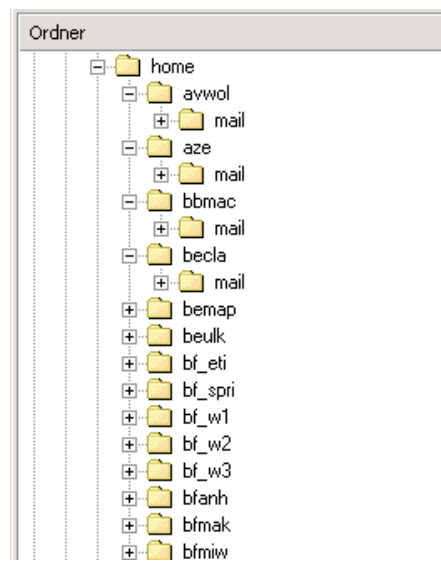 Ordner
home
avwol
mail
aze
mail
bbmac
mail
becla
mail
bemap
beulk
bf_eti
bf_spri
bf_w1
bf_w2
bf_w3
bfanh
bfmak
bfmiw